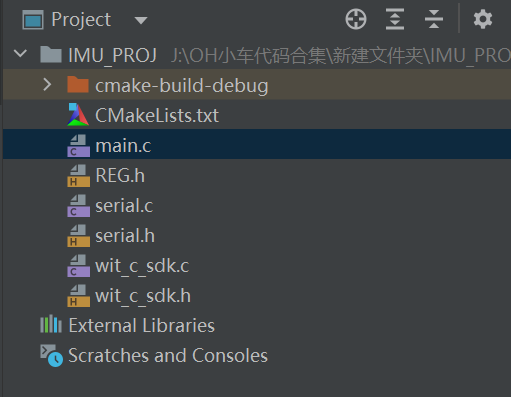 Project
IMU_PROJ J:\OH小车代码合集\新建文件夹\IMU_PRO
cmake-build-debug
CMakeLists.txt
C main.c
H REG.h
C serial.c
H serial.h
C wit_c_sdk.c
H wit_c_sdk.h
External Libraries
Scratches and Consoles